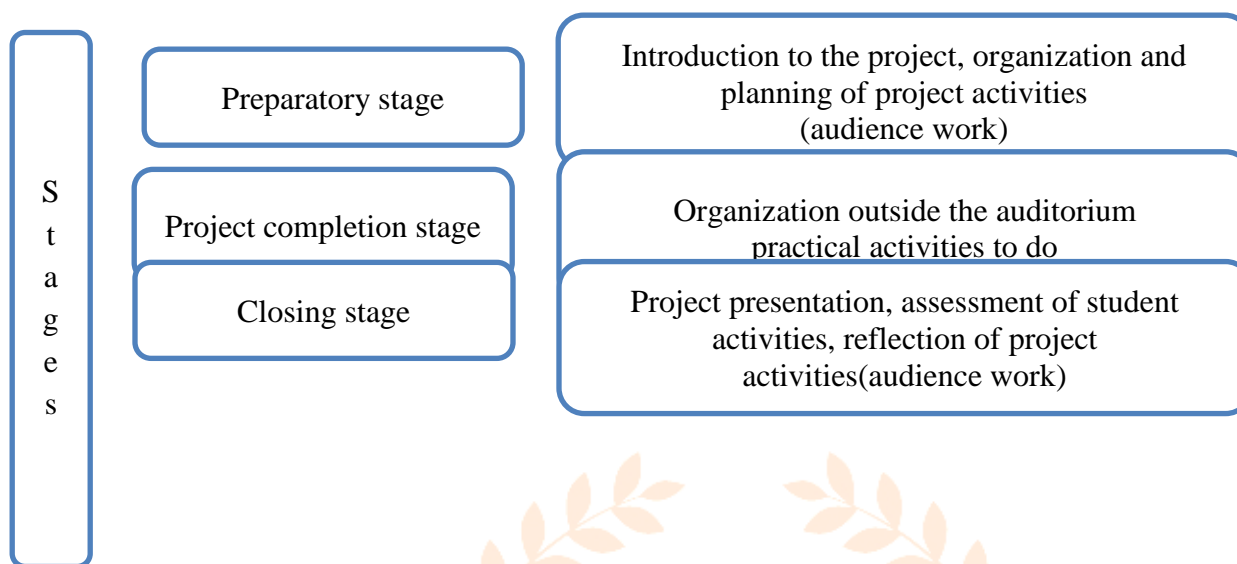 Stages
Preparatory stage
Introduction to the project, organization and
planning of project activities
(audience work)
Project completion stage
Organization outside the auditorium
practical activities to do
Closing stage
Project presentation, assessment of student
activities, reflection of project
activities(audience work)